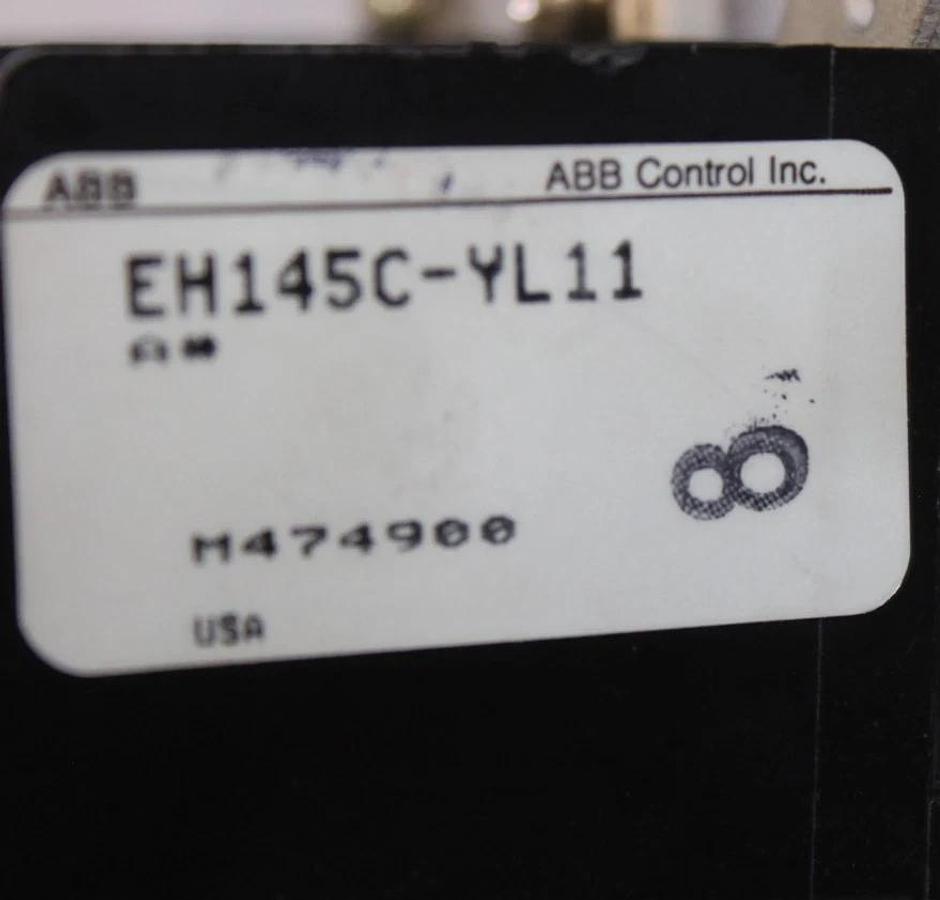 ABB ABB Control Inc.
EH145C-YL11
M474900
USA